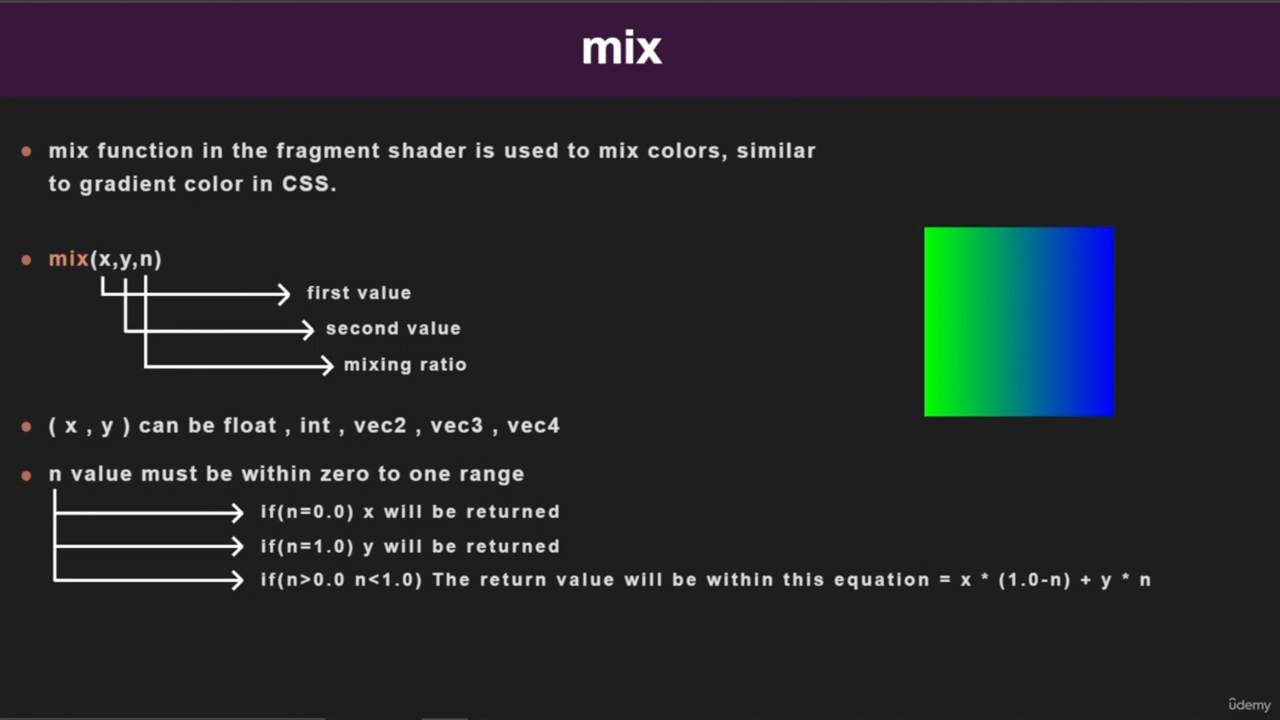 mix
mix function in the fragment shader is used to mix colors, similar
to gradient color in CSS.
mix(x,y,n)
first value
second value
mixing ratio
( x , y ) can be float , int , vec2 , vec3 , vec4
n value must be within zero to one range
if(n=0.0) x will be returned
if(n=1.0) y will be returned
if(n>0.0 n<1.0) The return value will be within this equation = x * (1.0-n) + y * n
ûdemy